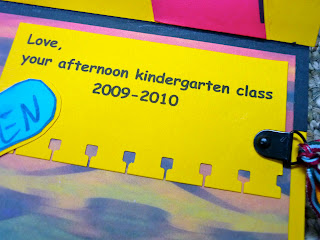 Love,
your afternoon kindergarten class
2009-2010
EN